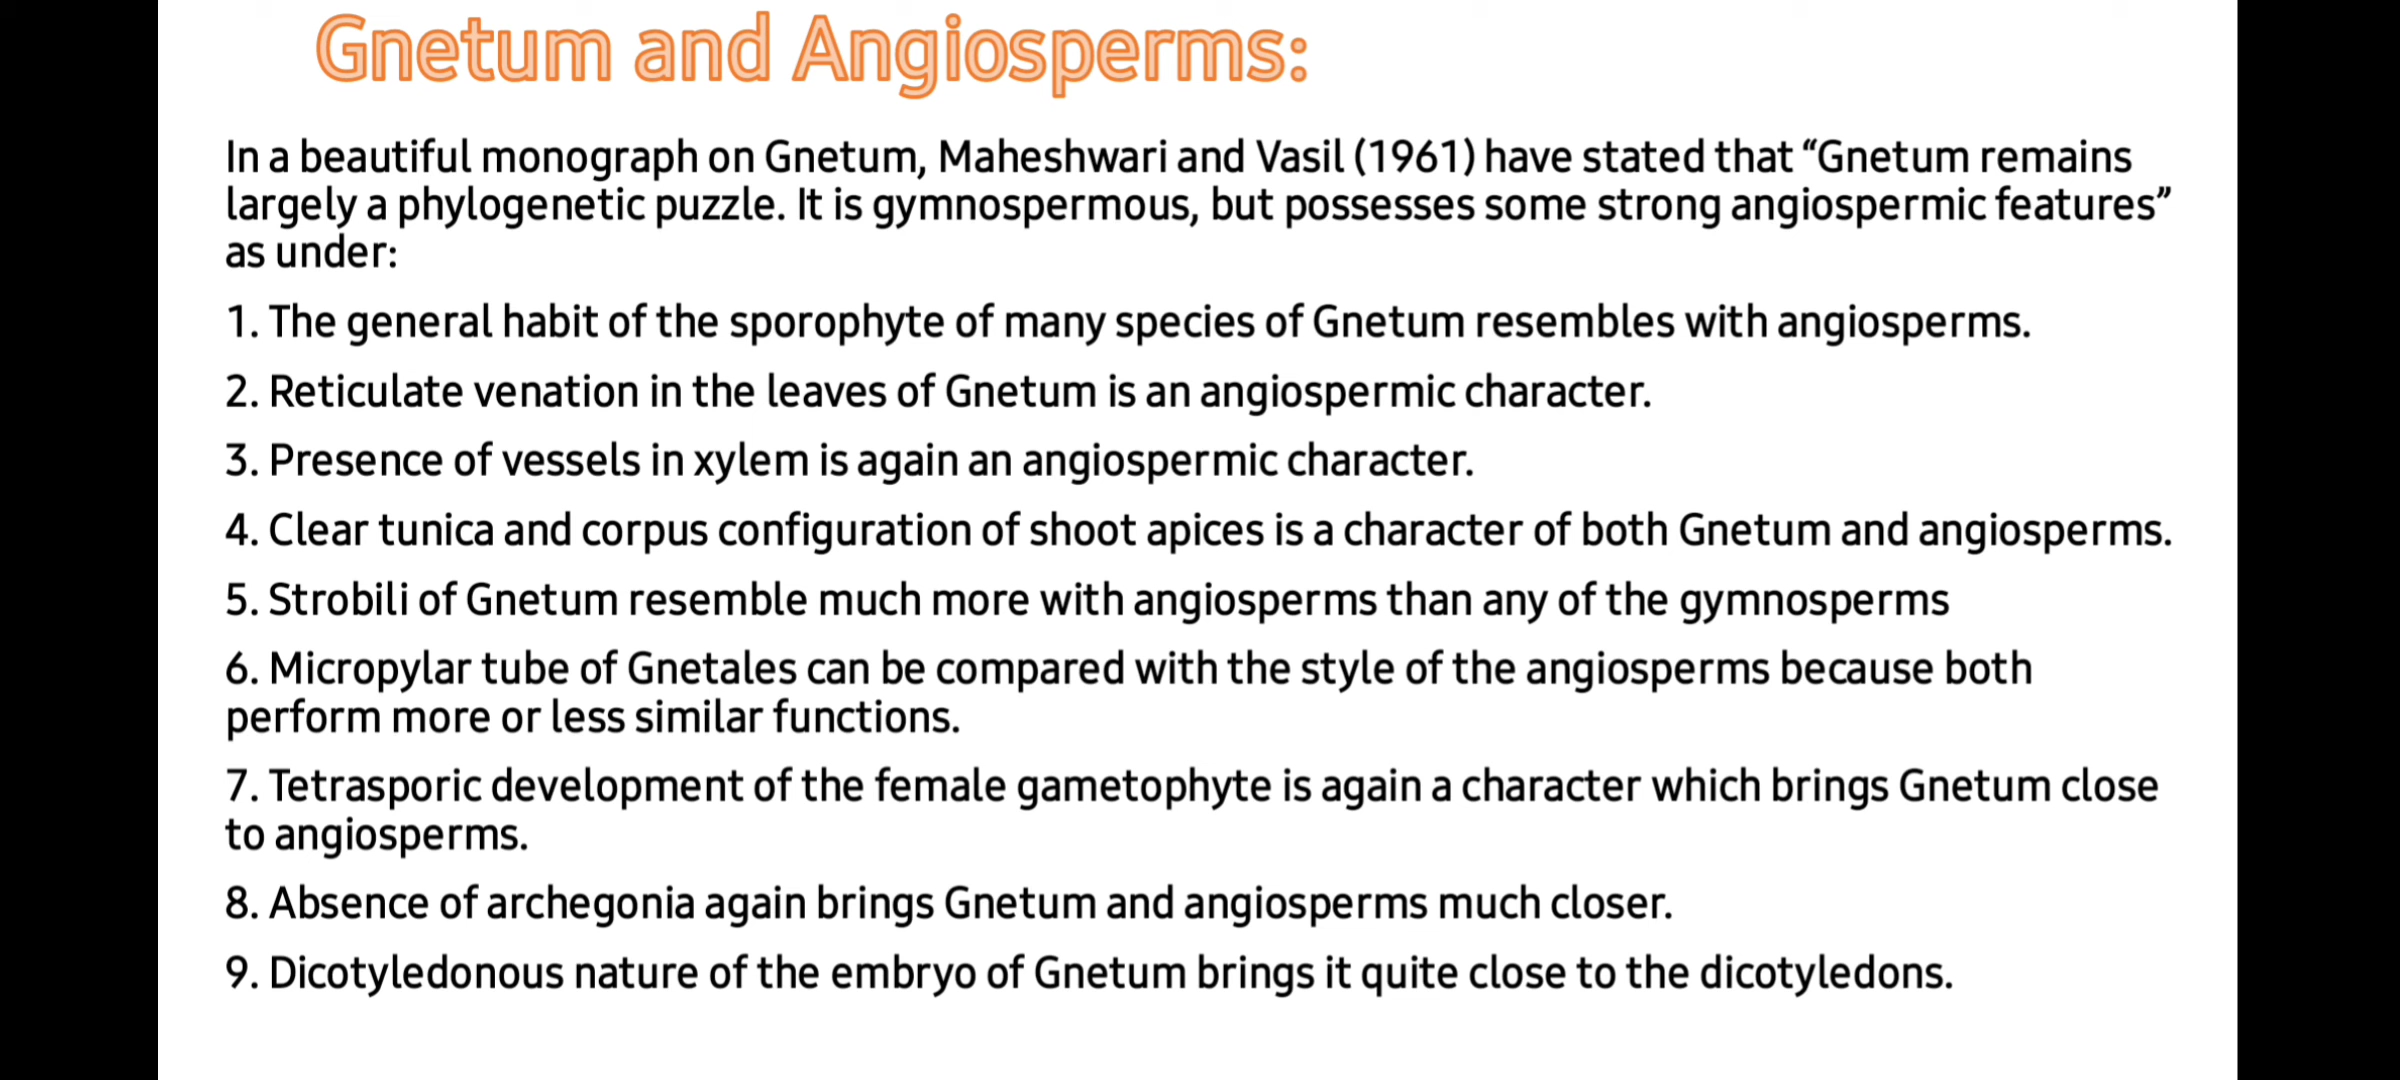 Gnetum and Angiosperms:
In a beautiful monograph on Gnetum, Maheshwari and Vasil (1961) have stated that “Gnetum remains
largely a phylogenetic puzzle. It is gymnospermous, but possesses some strong angiospermic features”
as under:
1. The general habit of the sporophyte of many species of Gnetum resembles with angiosperms.
2. Reticulate venation in the leaves of Gnetum is an angiospermic character.
3. Presence of vessels in xylem is again an angiospermic character.
4. Clear tunica and corpus configuration of shoot apices is a character of both Gnetum and angiosperms.
5. Strobili of Gnetum resemble much more with angiosperms than any of the gymnosperms
6. Micropylar tube of Gnetales can be compared with the style of the angiosperms because both
perform more or less similar functions.
7. Tetrasporic development of the female gametophyte is again a character which brings Gnetum close
to angiosperms.
8. Absence of archegonia again brings Gnetum and angiosperms much closer.
9. Dicotyledonous nature of the embryo of Gnetum brings it quite close to the dicotyledons.